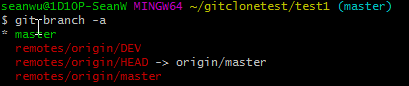 seanwu@1D10P-SeanW MINGW64 ~/gitclonetest/test1 (master)
$ git branch -a
* master
remotes/origin/DEV
remotes/origin/HEAD -> origin/master
remotes/origin/master